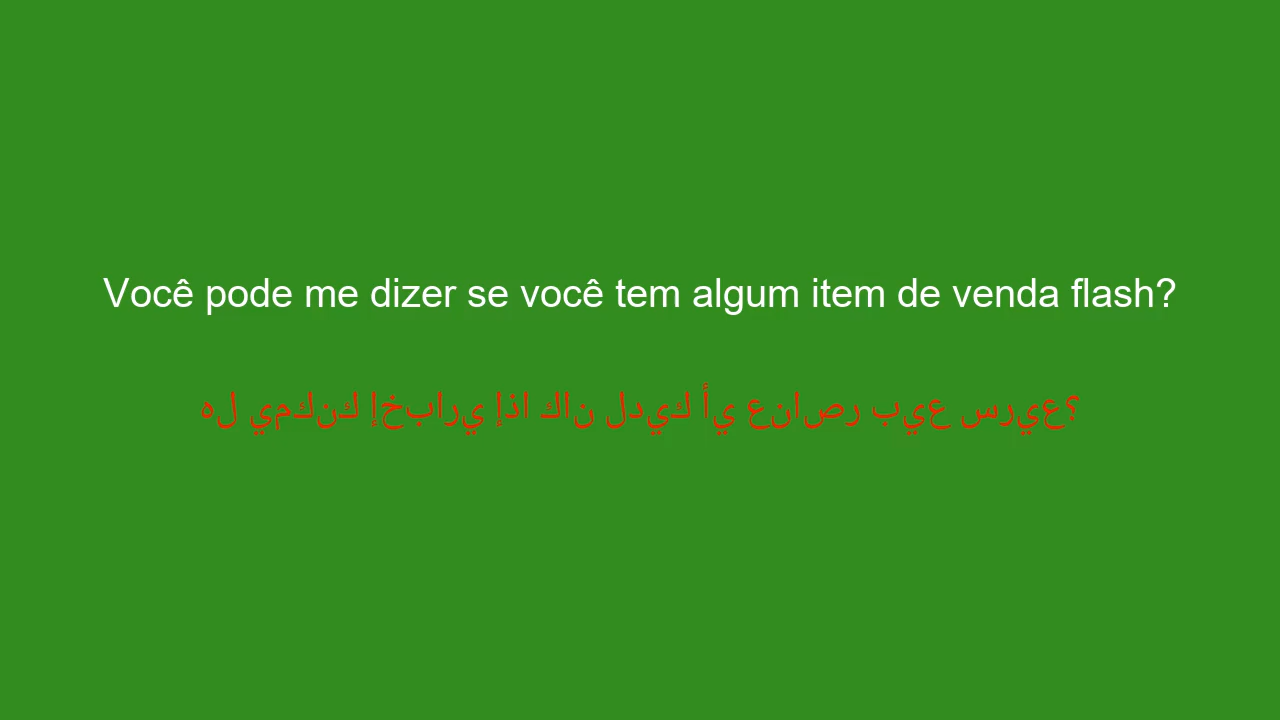 Você pode me dizer se você tem algum item de venda flash?
هل يمكنك إخباري إذا كان لديك أي عناصر بيع سريع؟